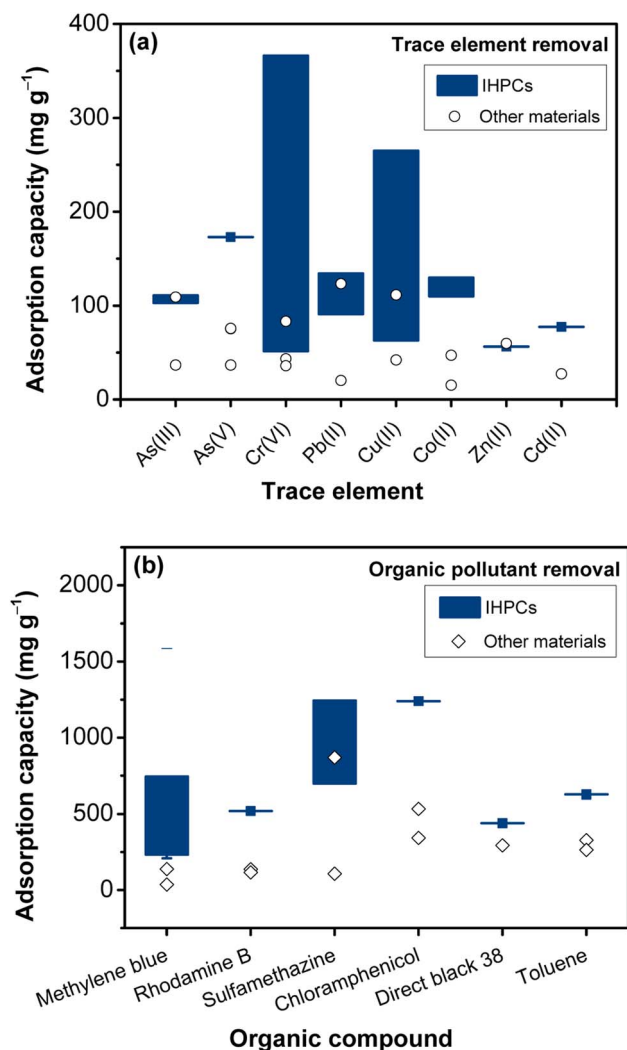 (a)
Trace element removal
IHPCs
Other materials
Adsorption capacity (mg g⁻¹)
400
300
200
100
0
As(III)
As(V)
Cr(VI)
Pb(II)
Cu(II)
Co(II)
Zn(II)
Cd(II)
Trace element
(b)
Organic pollutant removal
IHPCs
Other materials
Adsorption capacity (mg g⁻¹)
2000
1500
1000
500
0
Methylene blue
Rhodamine B
Sulfamethazine
Chloramphenicol
Direct black 38
Toluene
Organic compound